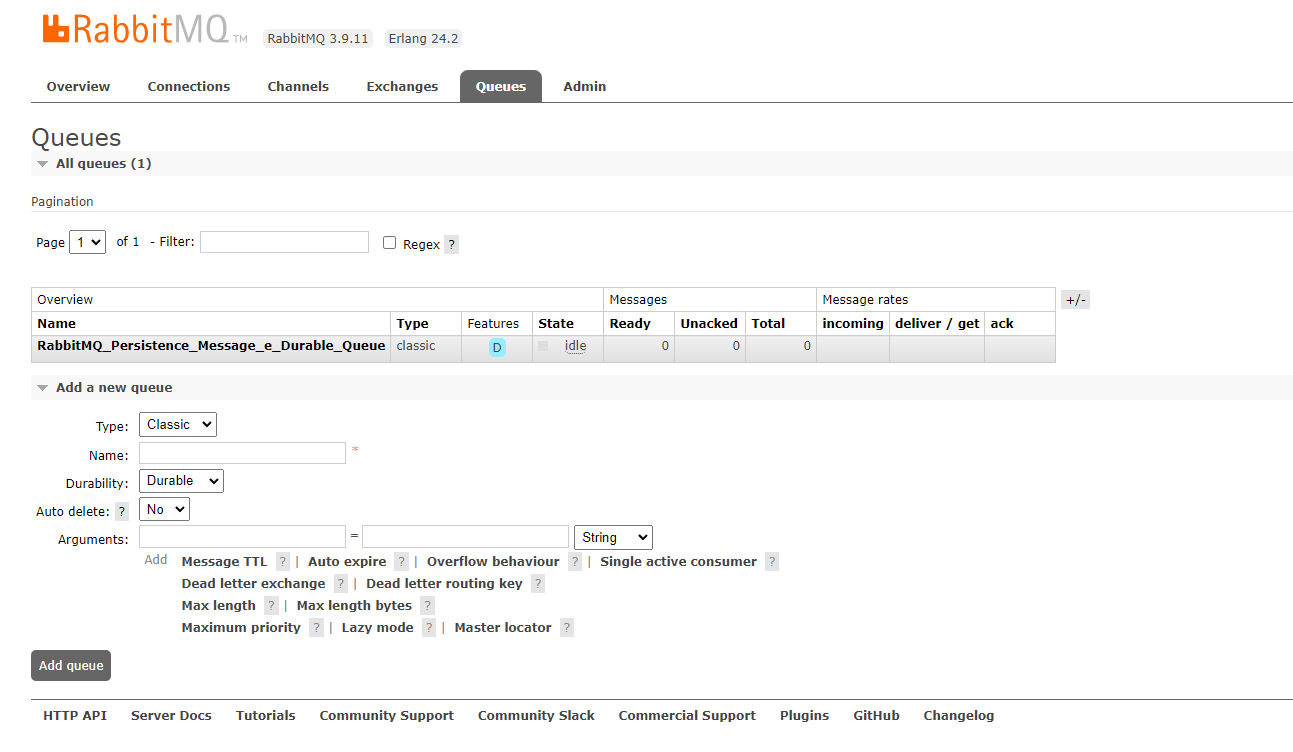 RabbitMQ TM RabbitMQ 3.9.11 Erlang 24.2
Overview Connections Channels Exchanges Queues Admin
Queues
All queues (1)
Pagination
Page 1 of 1 - Filter: Regex ?
Overview Messages Message rates +/-
Name Type Features State Ready Unacked Total incoming deliver / get ack
RabbitMQ_Persistence_Message_e_Durable_Queue classic D idle 0 0 0
Add a new queue
Type: Classic
Name: *
Durability: Durable
Auto delete: ? No
Arguments: = String
Add Message TTL ? | Auto expire ? | Overflow behaviour ? | Single active consumer ?
Dead letter exchange ? | Dead letter routing key ?
Max length ? | Max length bytes ?
Maximum priority ? | Lazy mode ? | Master locator ?
Add queue
HTTP API Server Docs Tutorials Community Support Community Slack Commercial Support Plugins GitHub Changelog